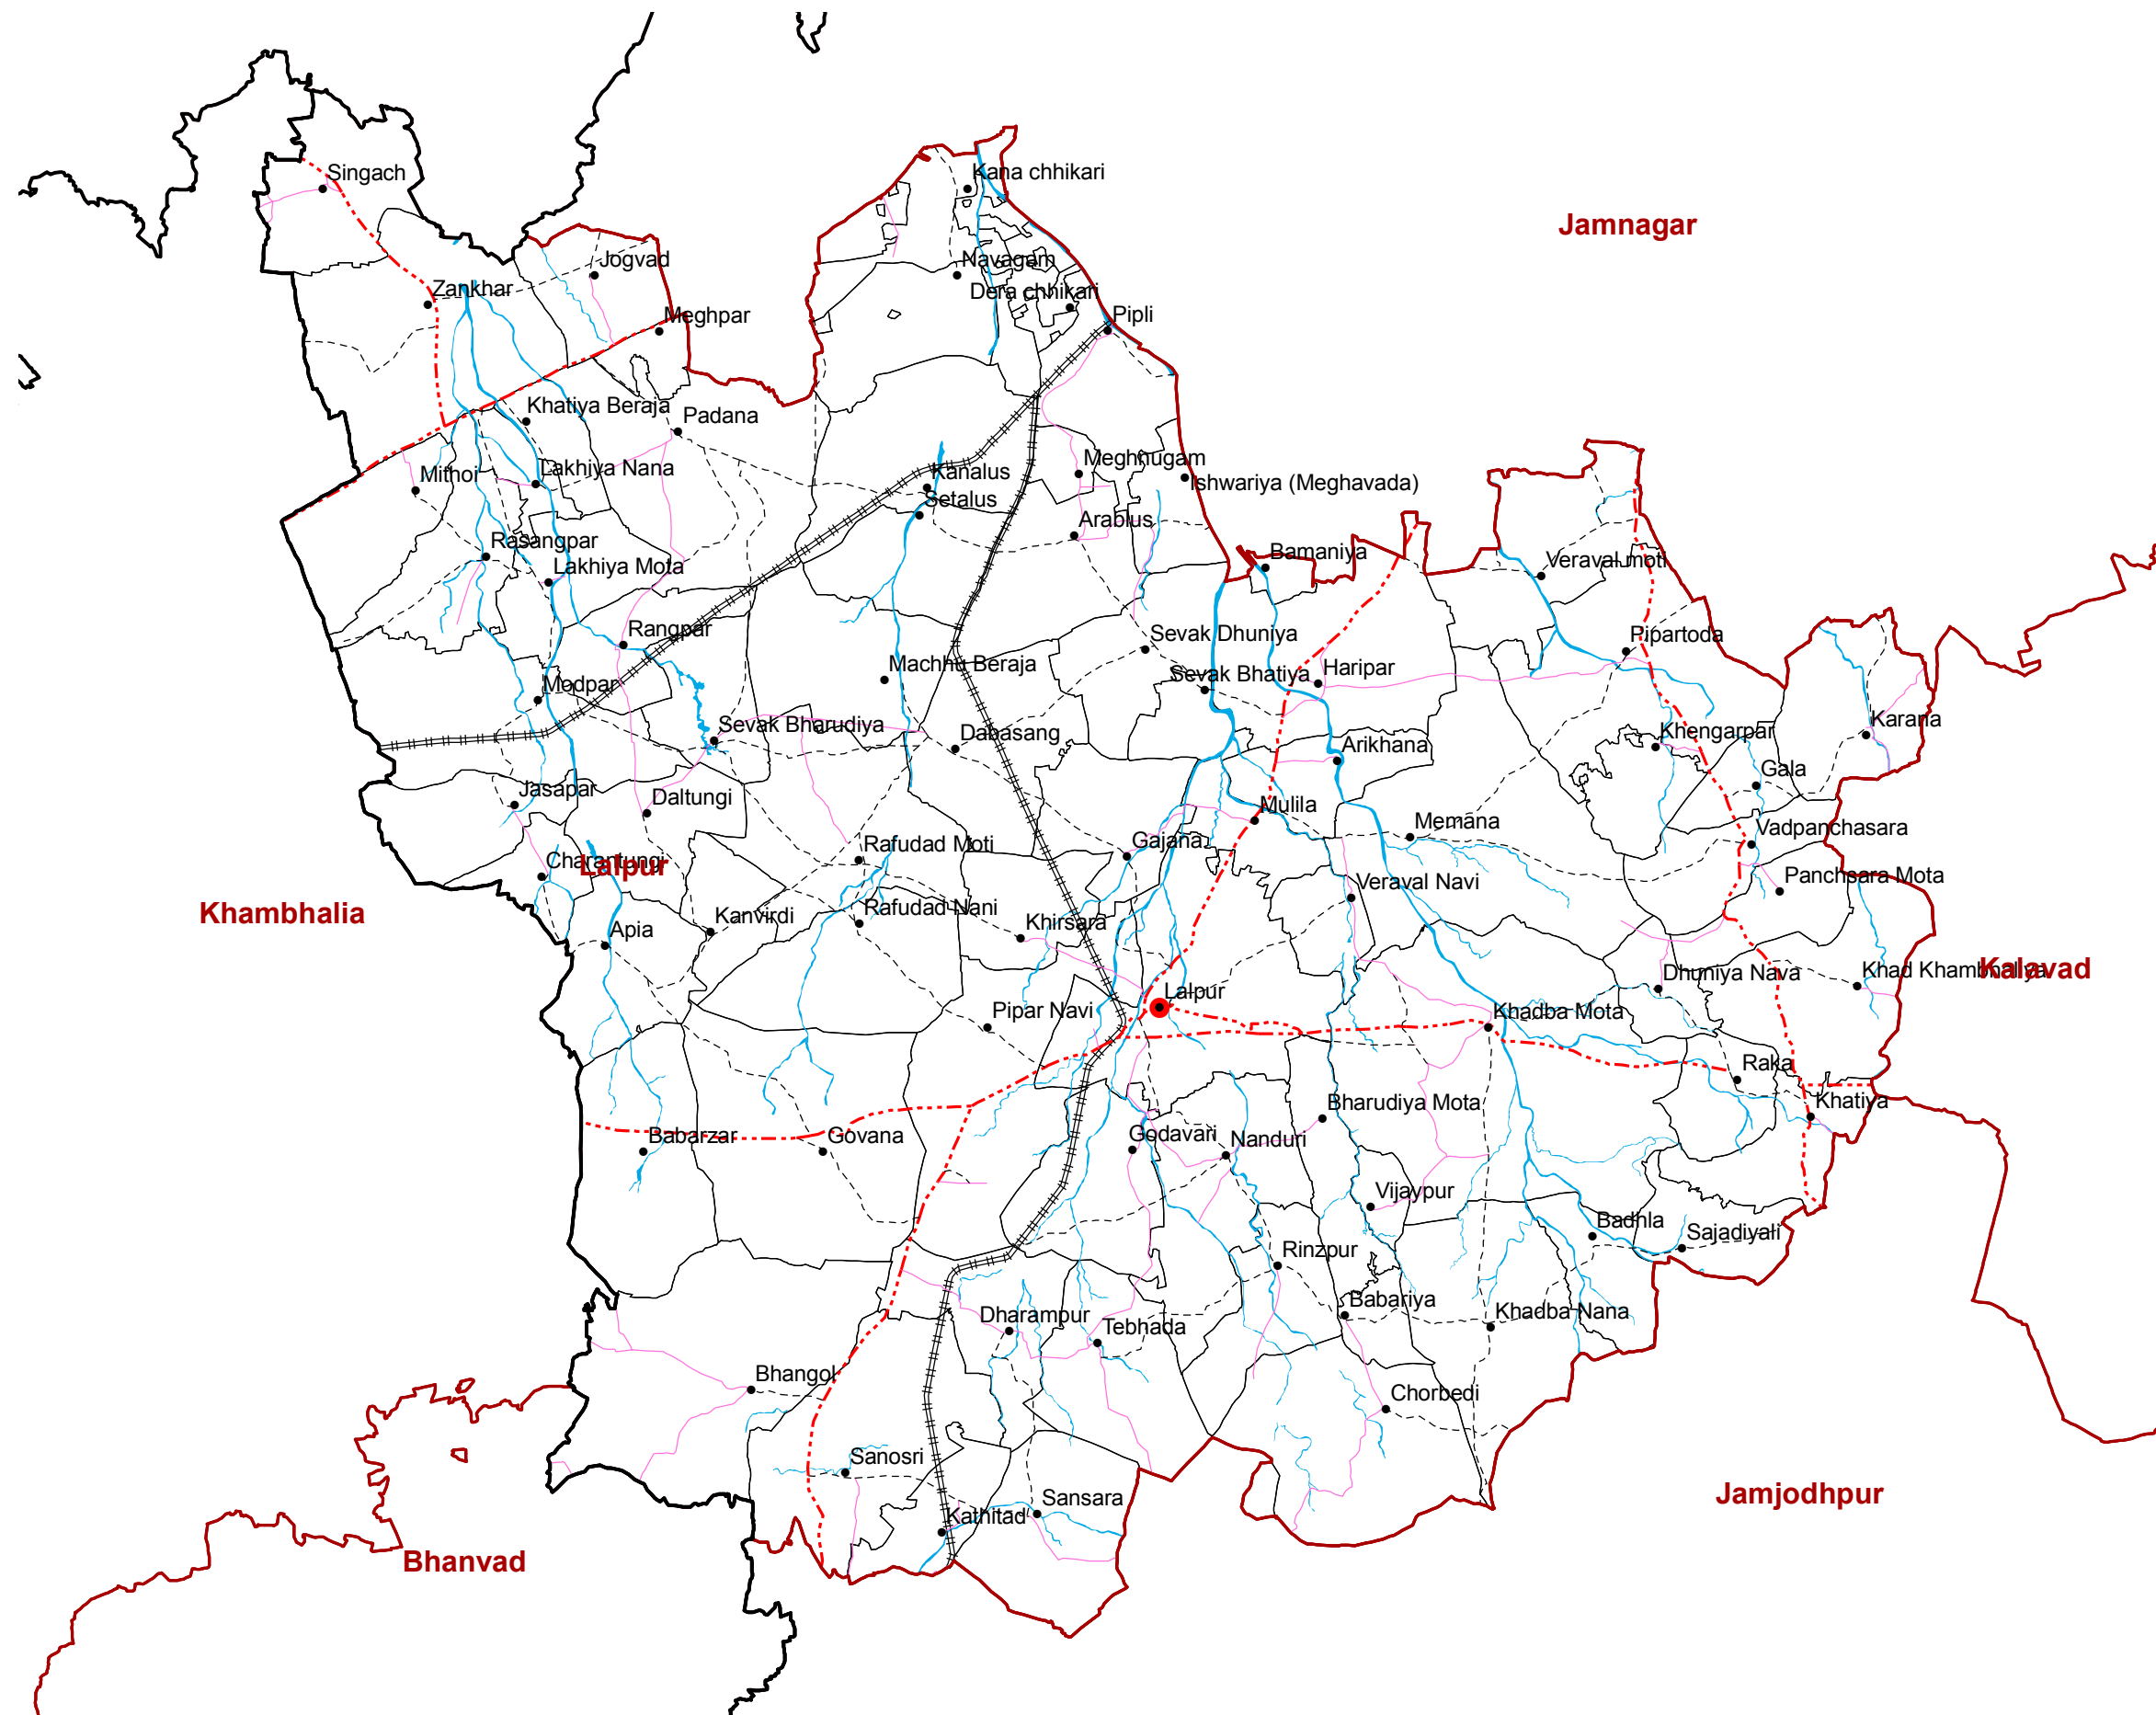 Singach
Kana chhikari
Jamnagar
Jogvad
Navagam
Zankhar
Dera chhikari
Meghpar
Pipli
Khatiya Beraja
Padana
Meghnugam
Lakhiya Nana
Kanalus
Mithoi
Ishwariya (Meghavada)
Setalus
Arablus
Rasangpar
Bamaniya
Veraval moti
Lakhiya Mota
Rangpar
Sevak Dhuniya
Pipartoda
Machhu Beraja
Haripar
Sevak Bhatiya
Modpar
Karana
Sevak Bharudiya
Dabasang
Khengarpar
Arikhana
Gala
Jasapar
Daltungi
Mulila
Memana
Vadpanchasara
Rafudad Moti
Gajana
Charantungi
Lalpur
Panchsara Mota
Veraval Navi
Khambhalia
Rafudad Nani
Kanvirdi
Khirsara
Apia
Dhuniya Nava
Khad Khambhaliya
Kalavad
Lalpur
Pipar Navi
Khadba Mota
Raka
Khatiya
Bharudiya Mota
Babarzar
Govana
Godavari
Nanduri
Vijaypur
Badhla
Sajadiyali
Rinzpur
Dharampur
Tebhada
Babariya
Khadba Nana
Bhangol
Chorbedi
Sanosri
Jamjodhpur
Sansara
Kathitad
Bhanvad